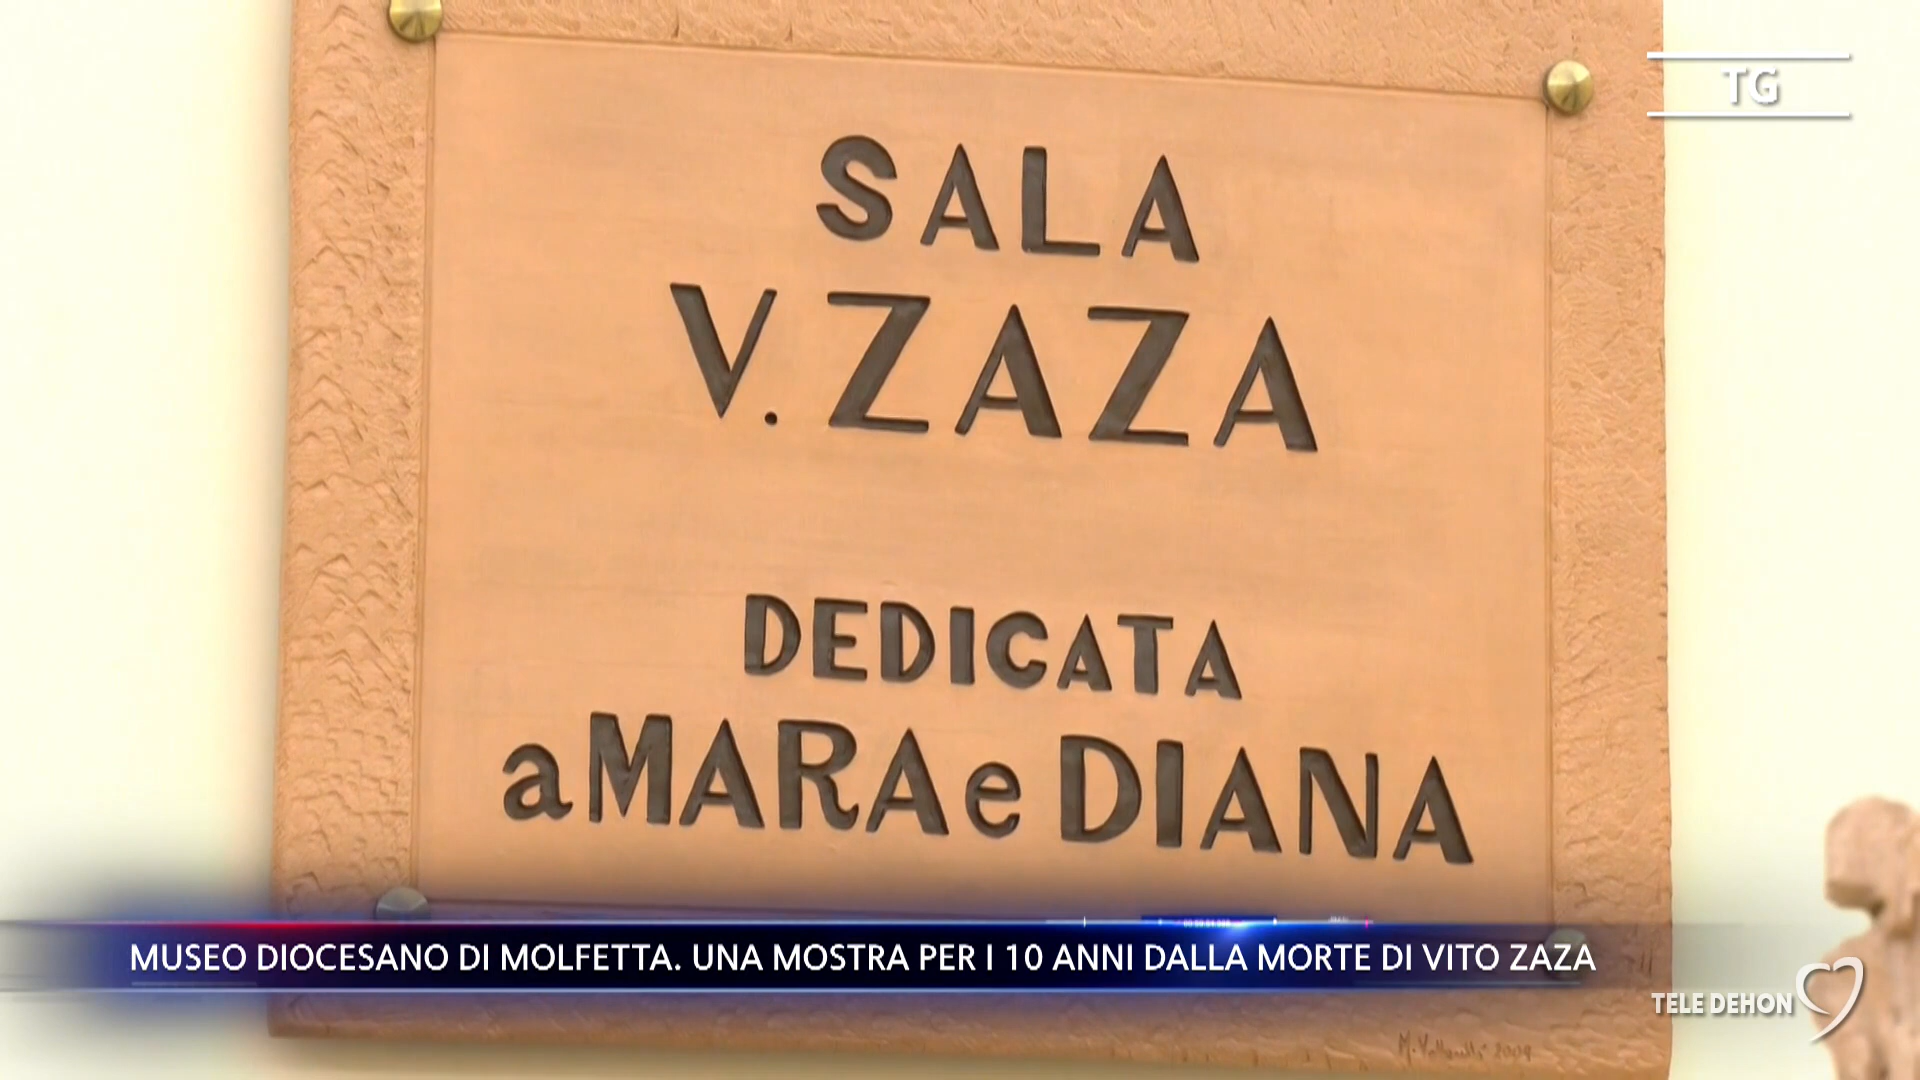 TG
SALA
V. ZAZA
DEDICATA
a MARA e DIANA
MUSEO DIOCESANO DI MOLFETTA. UNA MOSTRA PER I 10 ANNI DALLA MORTE DI VITO ZAZA
TELE DEHON
2009